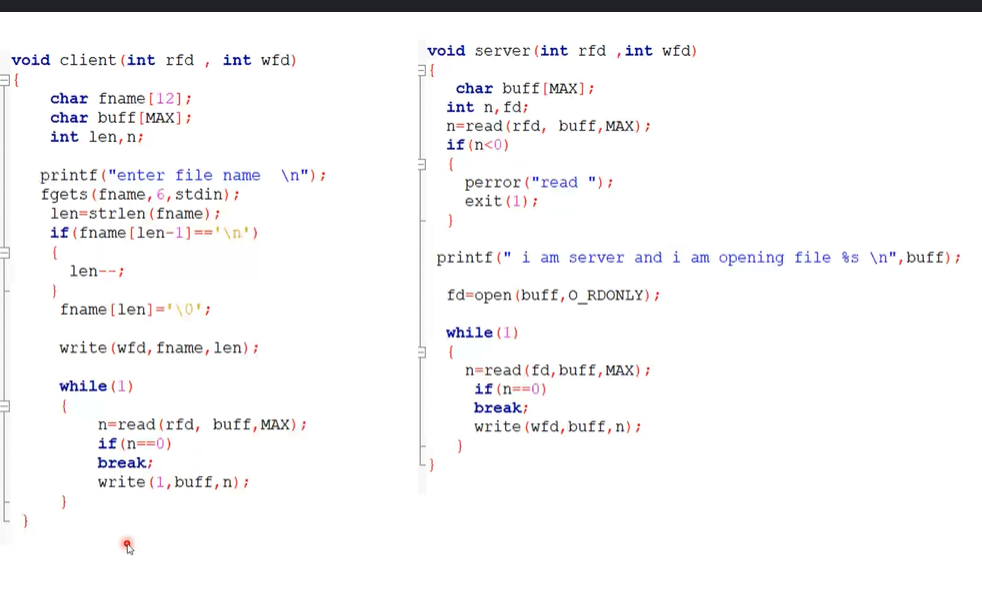 void client(int rfd , int wfd)
{
char fname[12];
char buff[MAX];
int len,n;
printf("enter file name  \n");
fgets(fname,6,stdin);
len=strlen(fname);
if(fname[len-1]=='\n')
{
len--;
}
fname[len]='\0';
write(wfd,fname,len);
while(1)
{
n=read(rfd, buff,MAX);
if(n==0)
break;
write(1,buff,n);
}
}
void server(int rfd ,int wfd)
{
char buff[MAX];
int n,fd;
n=read(rfd, buff,MAX);
if(n<0)
{
perror("read ");
exit(1);
}
printf(" i am server and i am opening file %s \n",buff);
fd=open(buff,O_RDONLY);
while(1)
{
n=read(fd,buff,MAX);
if(n==0)
break;
write(wfd,buff,n);
}
}